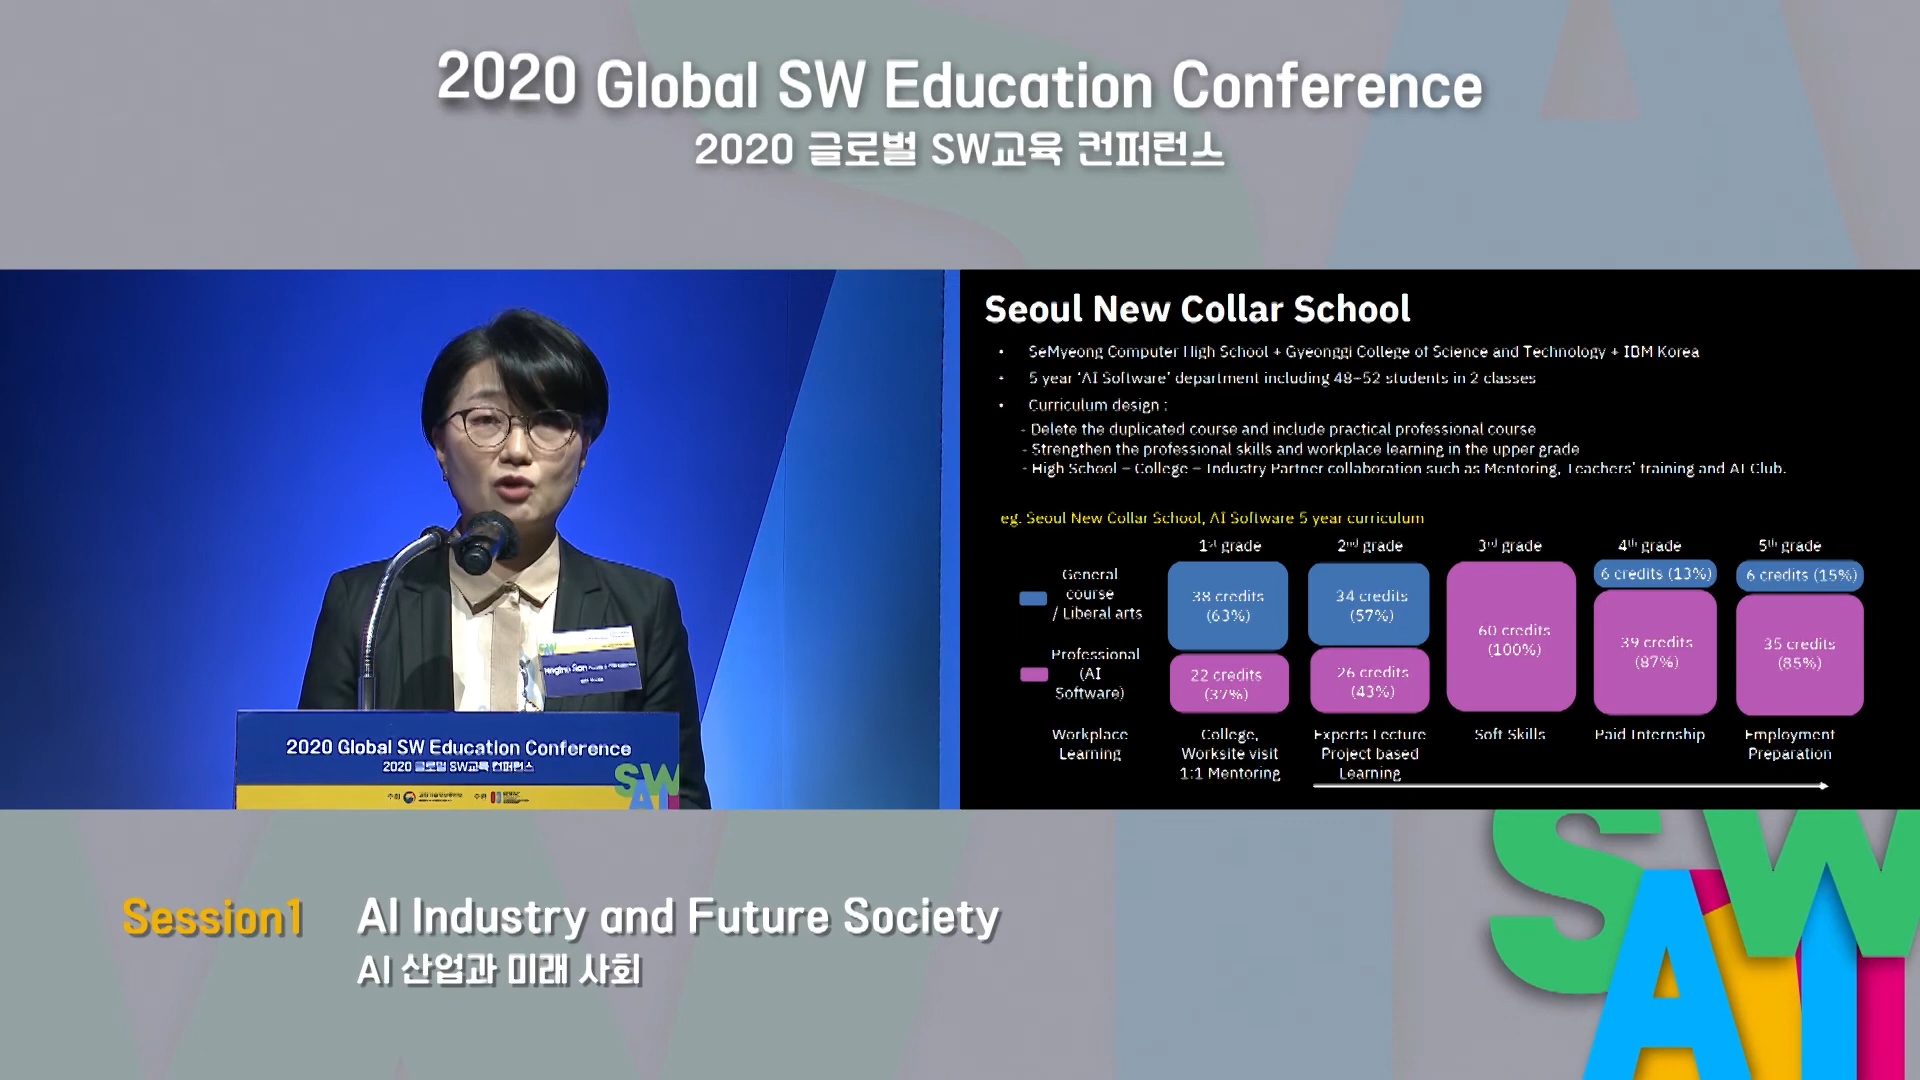 2020 Global SW Education Conference
2020 글로벌 SW교육 컨퍼런스
2020 Global SW Education Conference
2020 글로벌 SW교육 컨퍼런스
주최
주관
SW
AI
Seoul New Collar School
• SeMyeong Computer High School + Gyeonggi College of Science and Technology + IBM Korea
• 5 year ‘AI Software’ department including 48~52 students in 2 classes
• Curriculum design :
- Delete the duplicated course and include practical professional course
- Strengthen the professional skills and workplace learning in the upper grade
- High School – College – Industry Partner collaboration such as Mentoring, Teachers’ training and AI Club.
eg. Seoul New Collar School, AI Software 5 year curriculum
1st grade 2nd grade 3rd grade 4th grade 5th grade
General course / Liberal arts
38 credits (63%)
34 credits (57%)
6 credits (13%)
6 credits (15%)
Professional (AI Software)
22 credits (37%)
26 credits (43%)
60 credits (100%)
39 credits (87%)
35 credits (85%)
Workplace Learning
College, Worksite visit 1:1 Mentoring
Experts Lecture Project based Learning
Soft Skills
Paid Internship
Employment Preparation
Session1 AI Industry and Future Society
AI 산업과 미래 사회
SW
AI